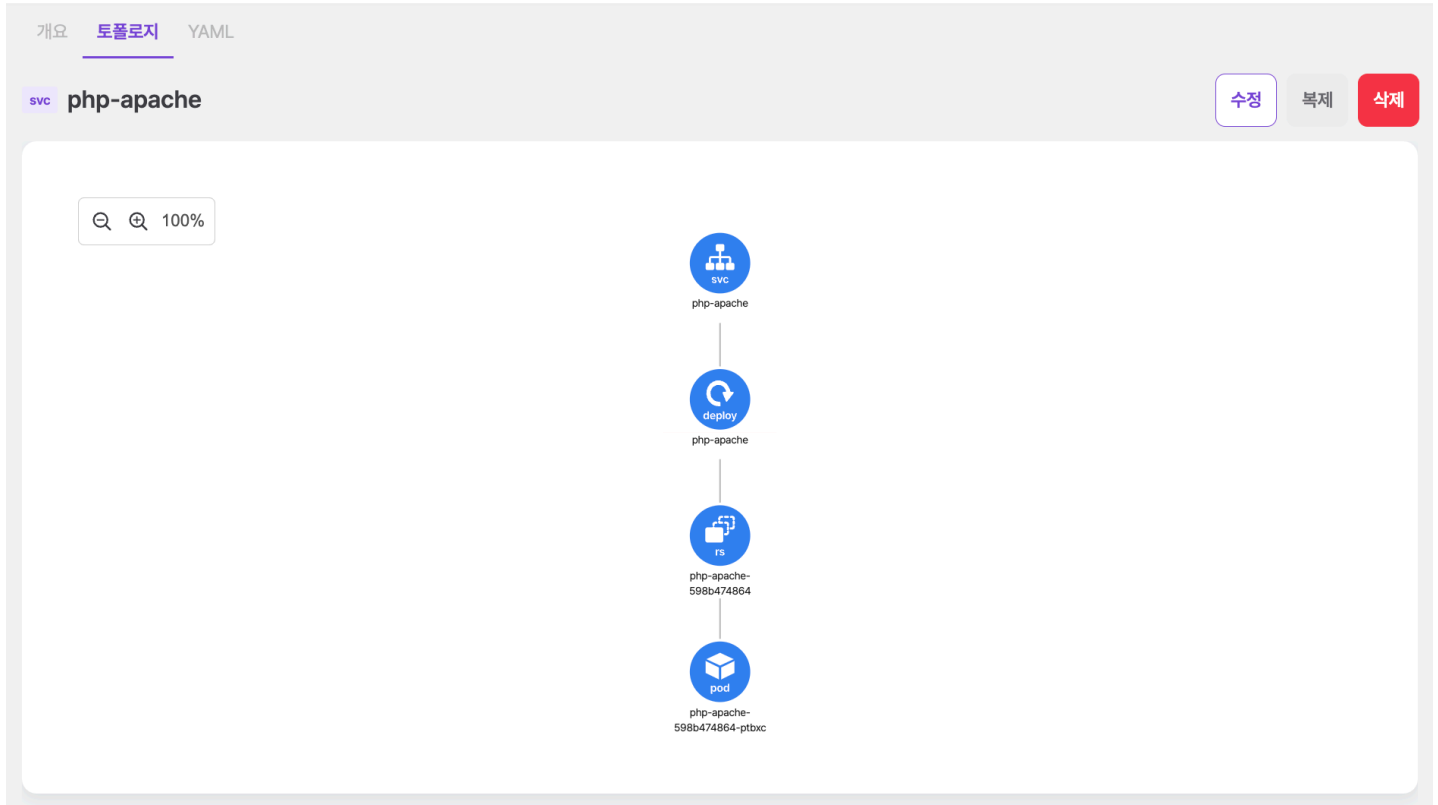 개요 토폴로지 YAML
svc php-apache
수정 복제 삭제
100%
svc
php-apache
deploy
php-apache
rs
php-apache-
598b474864
pod
php-apache-
598b474864-ptbxc